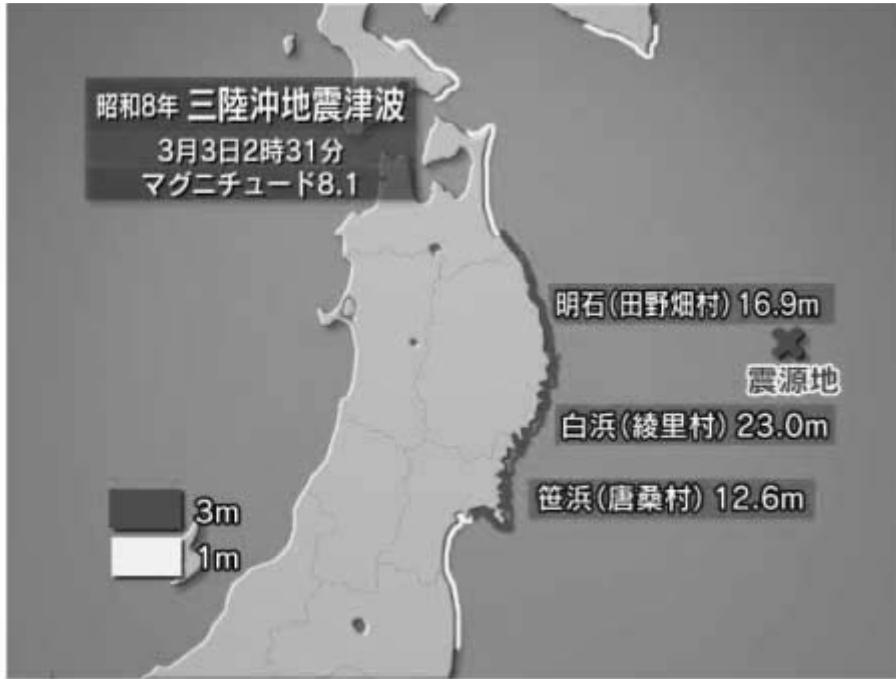 昭和8年 三陸沖地震津波
3月3日2時31分
マグニチュード8.1
明石(田野畑村) 16.9m
震源地
白浜(綾里村) 23.0m
笹浜(唐桑村) 12.6m
3m
1m